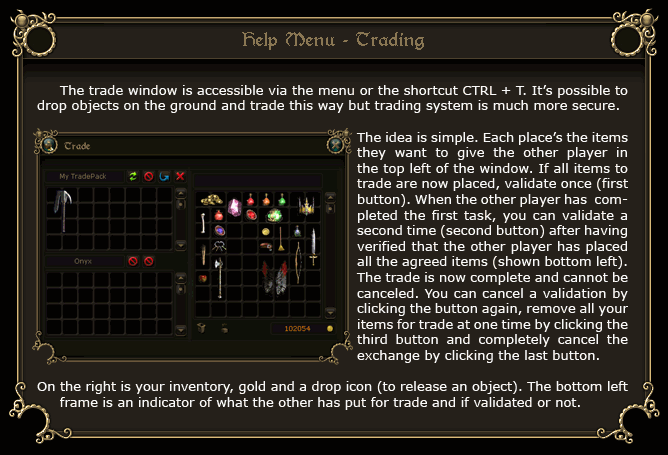 Help Menu - Trading
The trade window is accessible via the menu or the shortcut CTRL + T. It's possible to
drop objects on the ground and trade this way but trading system is much more secure.
Trade
My TradePack
Onyx
102054
The idea is simple. Each place's the items
they want to give the other player in
the top left of the window. If all items to
trade are now placed, validate once (first
button). When the other player has com-
pleted the first task, you can validate a
second time (second button) after having
verified that the other player has placed
all the agreed items (shown bottom left).
The trade is now complete and cannot be
canceled. You can cancel a validation by
clicking the button again, remove all your
items for trade at one time by clicking the
third button and completely cancel the
exchange by clicking the last button.
On the right is your inventory, gold and a drop icon (to release an object). The bottom left
frame is an indicator of what the other has put for trade and if validated or not.